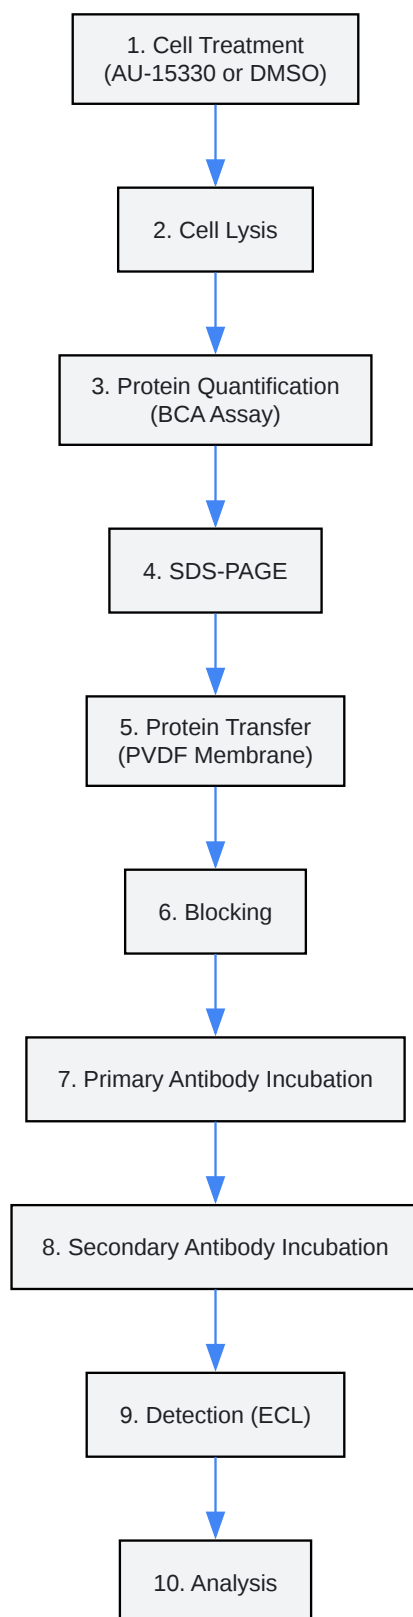 1. Cell Treatment
(AU-15330 or DMSO)
2. Cell Lysis
3. Protein Quantification
(BCA Assay)
4. SDS-PAGE
5. Protein Transfer
(PVDF Membrane)
6. Blocking
7. Primary Antibody Incubation
8. Secondary Antibody Incubation
9. Detection (ECL)
10. Analysis